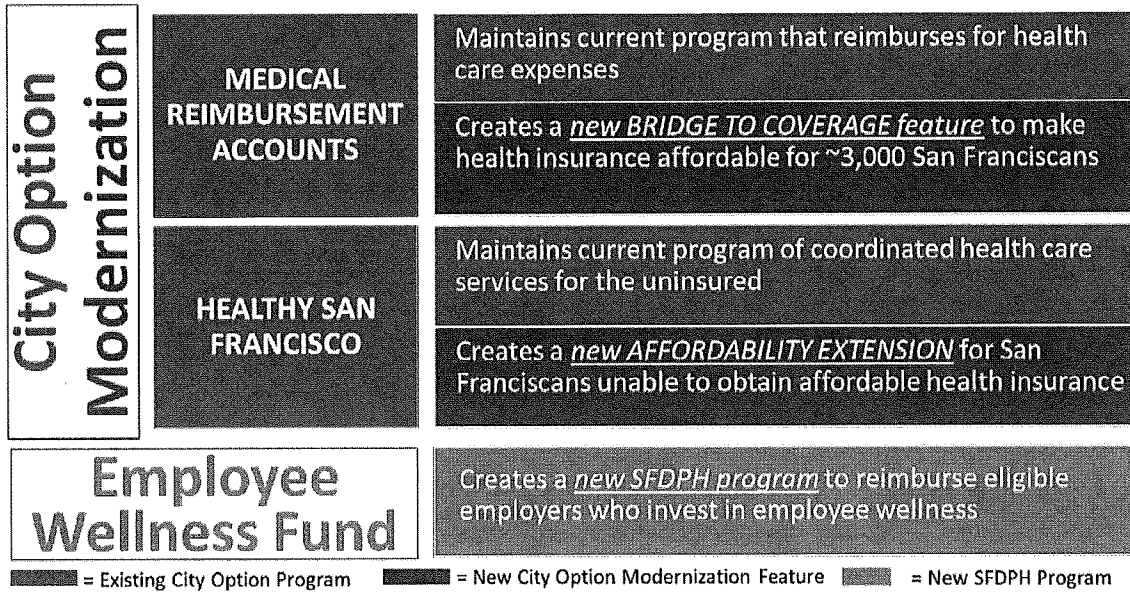 City Option
Modernization
MEDICAL
REIMBURSEMENT
ACCOUNTS
Maintains current program that reimburses for health
care expenses
Creates a new BRIDGE TO COVERAGE feature to make
health insurance affordable for ~3,000 San Franciscans
HEALTHY SAN
FRANCISCO
Maintains current program of coordinated health care
services for the uninsured
Creates a new AFFORDABILITY EXTENSION for San
Franciscans unable to obtain affordable health insurance
Employee
Wellness Fund
Creates a new SFDPH program to reimburse eligible
employers who invest in employee wellness
= Existing City Option Program = New City Option Modernization Feature = New SFDPH Program